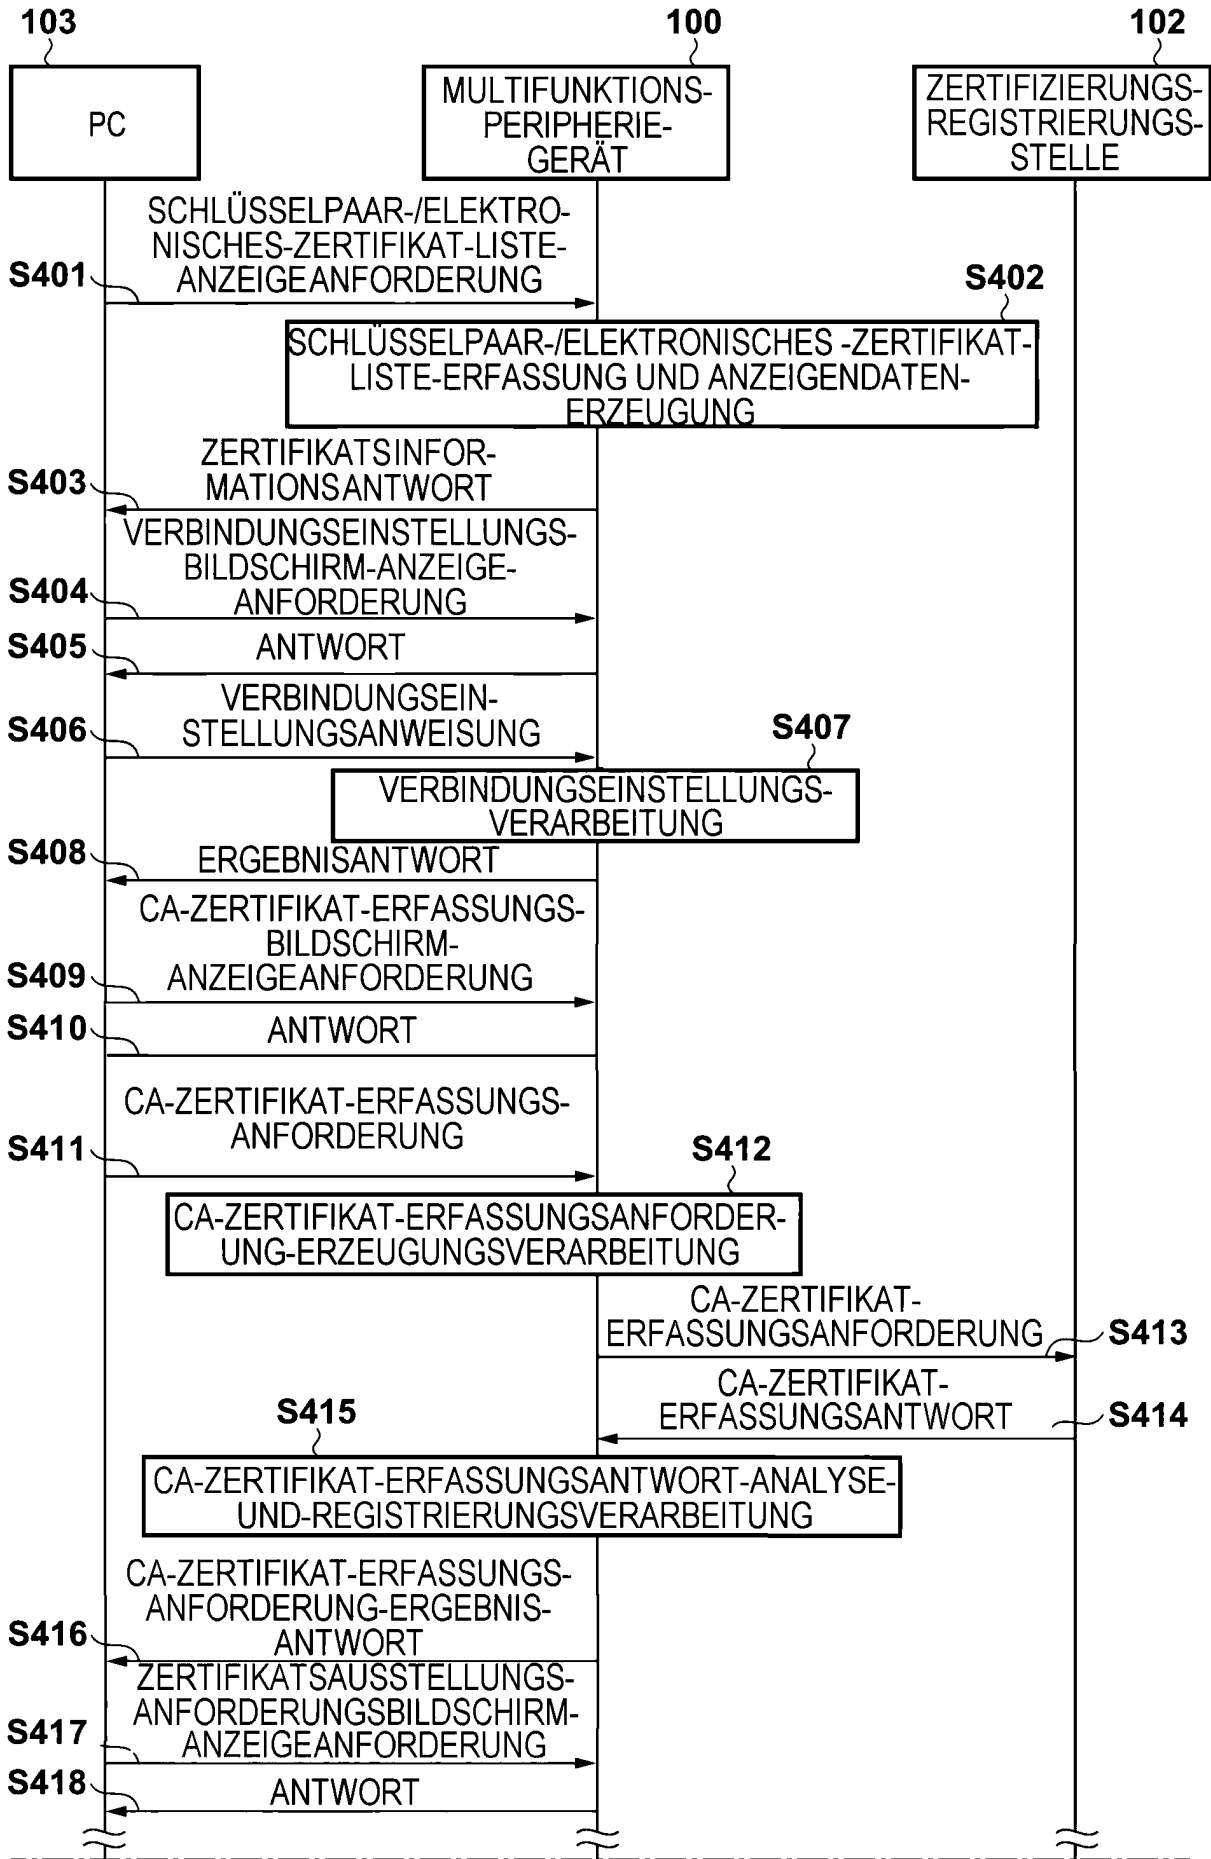 103
100
102
PC
MULTIFUNKTIONS-
PERIPHERIE-
GERÄT
ZERTIFIZIERUNGS-
REGISTRIERUNGS-
STELLE
SCHLÜSSELPAAR-/ELEKTRO-
NISCHES-ZERTIFIKAT-LISTE-
ANZEIGEANFORDERUNG
S401
S402
SCHLÜSSELPAAR-/ELEKTRONISCHES -ZERTIFIKAT-
LISTE-ERFASSUNG UND ANZEIGENDATEN-
ERZEUGUNG
ZERTIFIKATSINFOR-
MATIONSANTWORT
S403
VERBINDUNGSEINSTELLUNGS-
BILDSCHIRM-ANZEIGE-
ANFORDERUNG
S404
ANTWORT
S405
VERBINDUNGSEIN-
STELLUNGSANWEISUNG
S406
S407
VERBINDUNGSEINSTELLUNGS-
VERARBEITUNG
S408
ERGEBNISANTWORT
CA-ZERTIFIKAT-ERFASSUNGS-
BILDSCHIRM-
ANZEIGEANFORDERUNG
S409
ANTWORT
S410
CA-ZERTIFIKAT-ERFASSUNGS-
ANFORDERUNG
S411
S412
CA-ZERTIFIKAT-ERFASSUNGSANFORDER-
UNG-ERZEUGUNGSVERARBEITUNG
CA-ZERTIFIKAT-
ERFASSUNGSANFORDERUNG
S413
CA-ZERTIFIKAT-
ERFASSUNGSANTWORT
S414
S415
CA-ZERTIFIKAT-ERFASSUNGSANTWORT-ANALYSE-
UND-REGISTRIERUNGSVERARBEITUNG
CA-ZERTIFIKAT-ERFASSUNGS-
ANFORDERUNG-ERGEBNIS-
ANTWORT
S416
ZERTIFIKATSAUSSTELLUNGS-
ANFORDERUNGSBILDSCHIRM-
ANZEIGEANFORDERUNG
S417
ANTWORT
S418